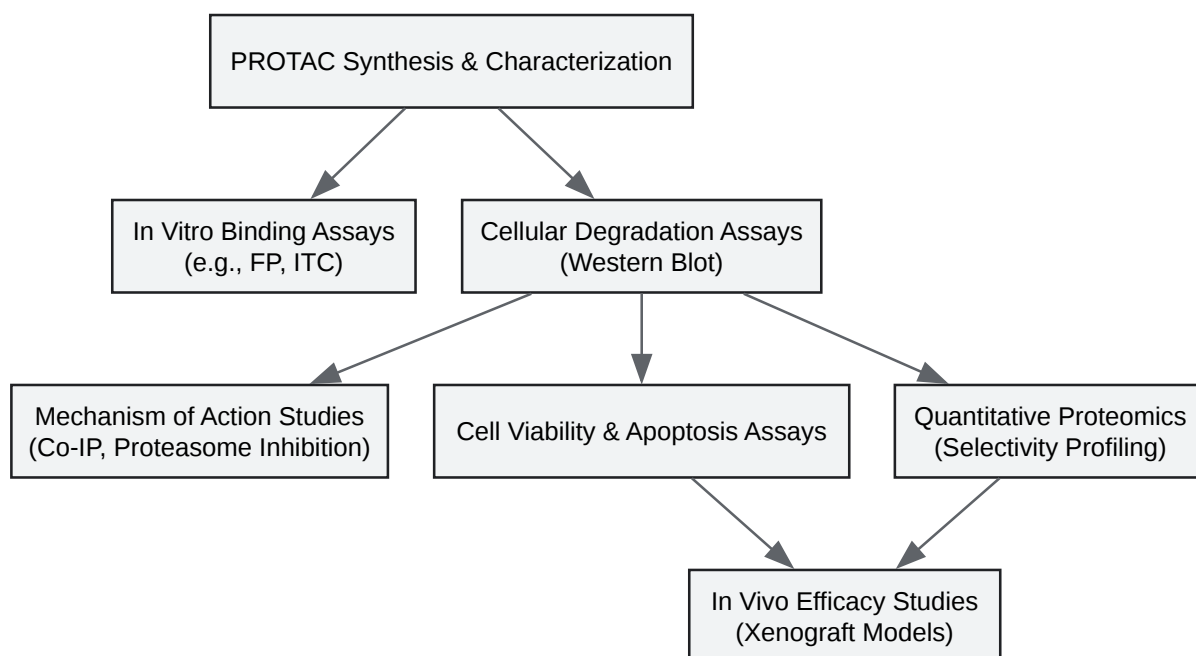 PROTAC Synthesis & Characterization
In Vitro Binding Assays
(e.g., FP, ITC)
Cellular Degradation Assays
(Western Blot)
Mechanism of Action Studies
(Co-IP, Proteasome Inhibition)
Cell Viability & Apoptosis Assays
Quantitative Proteomics
(Selectivity Profiling)
In Vivo Efficacy Studies
(Xenograft Models)